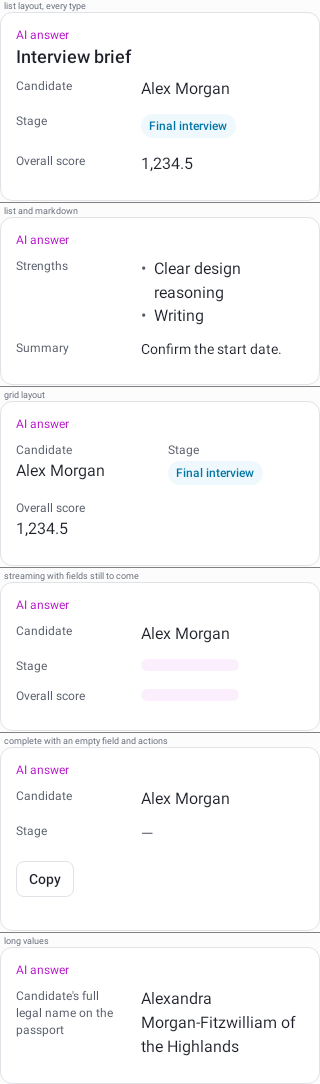 list layout, every type
AI answer
Interview brief
Candidate
Alex Morgan
Stage
Final interview
Overall score
1,234.5
list and markdown
AI answer
Strengths
• Clear design
reasoning
• Writing
Summary
Confirm the start date.
grid layout
AI answer
Candidate
Stage
Alex Morgan
Final interview
Overall score
1,234.5
streaming with fields still to come
AI answer
Candidate
Alex Morgan
Stage
Overall score
complete with an empty field and actions
AI answer
Candidate
Alex Morgan
Stage
—
Copy
long values
AI answer
Candidate's full
legal name on the
passport
Alexandra
Morgan-Fitzwilliam of
the Highlands